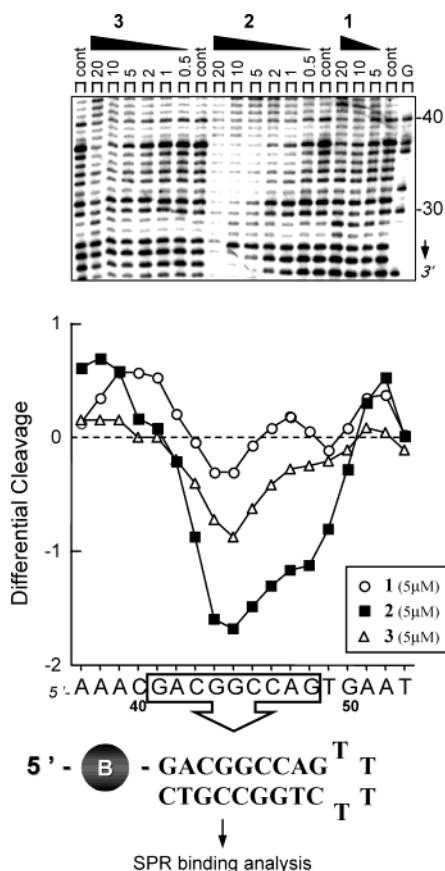 3 2 1
cont 20 10 5 2 1 0.5 cont 20 10 5 2 1 0.5 cont 20 10 5 cont G
-40
-30
3'
Differential Cleavage
1
0
-1
-2
1 (5μM)
2 (5μM)
3 (5μM)
5'- AAACGACGGCCAGTGAAT
40 50
5' - B - GACGGCCAG T T
CTGCCGGTC T T
SPR binding analysis